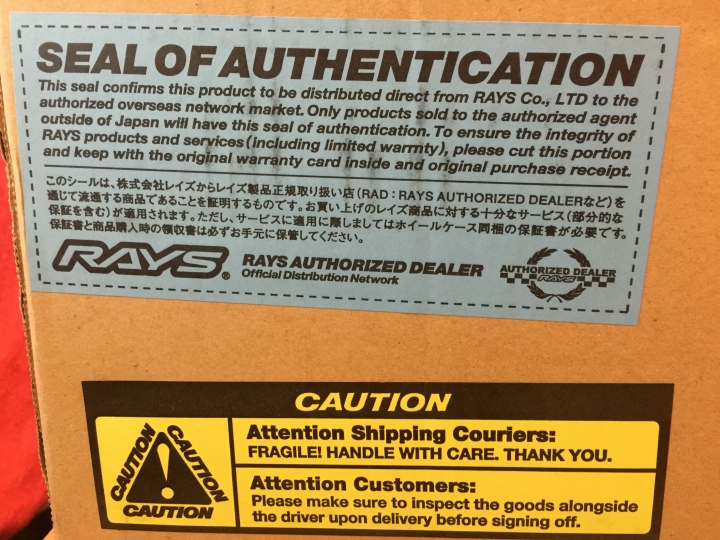 SEAL OF AUTHENTICATION
This seal confirms this product to be distributed direct from RAYS Co., LTD to the
authorized overseas network market. Only products sold to the authorized agent
outside of Japan will have this seal of authentication. To ensure the integrity of
RAYS products and services (including limited warrnty), please cut this portion
and keep with the original warranty card inside and original purchase receipt.
このシールは、株式会社レイズからレイズ製品正規取り扱い店(RAD:RAYS AUTHORIZED DEALERなど)を
通じて流通する商品であることを証明するものです。お買い上げのレイズ商品に対する十分なサービス(部分的な
保証を含む)が適用されます。ただし、サービスに適用に際しましてはホイールケース同梱の保証書が必要です。
保証書と商品購入時の領収書は必ずお手元に保管してください。
RAYS® RAYS AUTHORIZED DEALER
Official Distribution Network
AUTHORIZED DEALER
RAYS
CAUTION
CAUTION
CAUTION
CAUTION
Attention Shipping Couriers:
FRAGILE! HANDLE WITH CARE. THANK YOU.
Attention Customers:
Please make sure to inspect the goods alongside
the driver upon delivery before signing off.